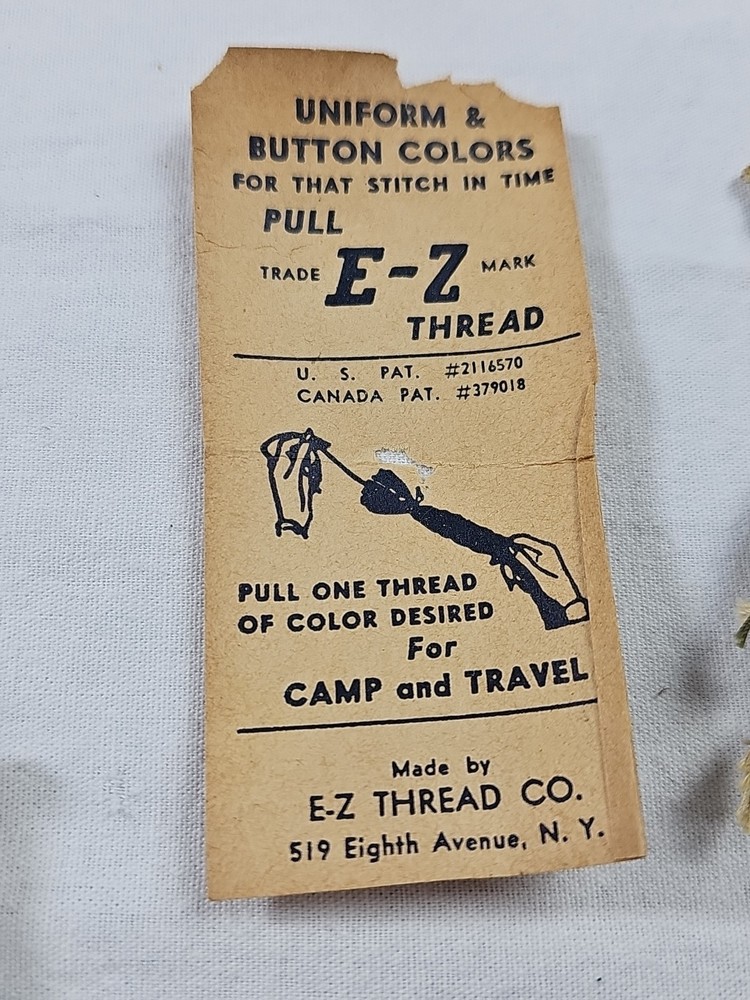 UNIFORM &
BUTTON COLORS
FOR THAT STITCH IN TIME
PULL
TRADE E-Z MARK
THREAD
U. S. PAT. #2116570
CANADA PAT. #379018
PULL ONE THREAD
OF COLOR DESIRED
For
CAMP and TRAVEL
Made by
E-Z THREAD CO.
519 Eighth Avenue, N. Y.